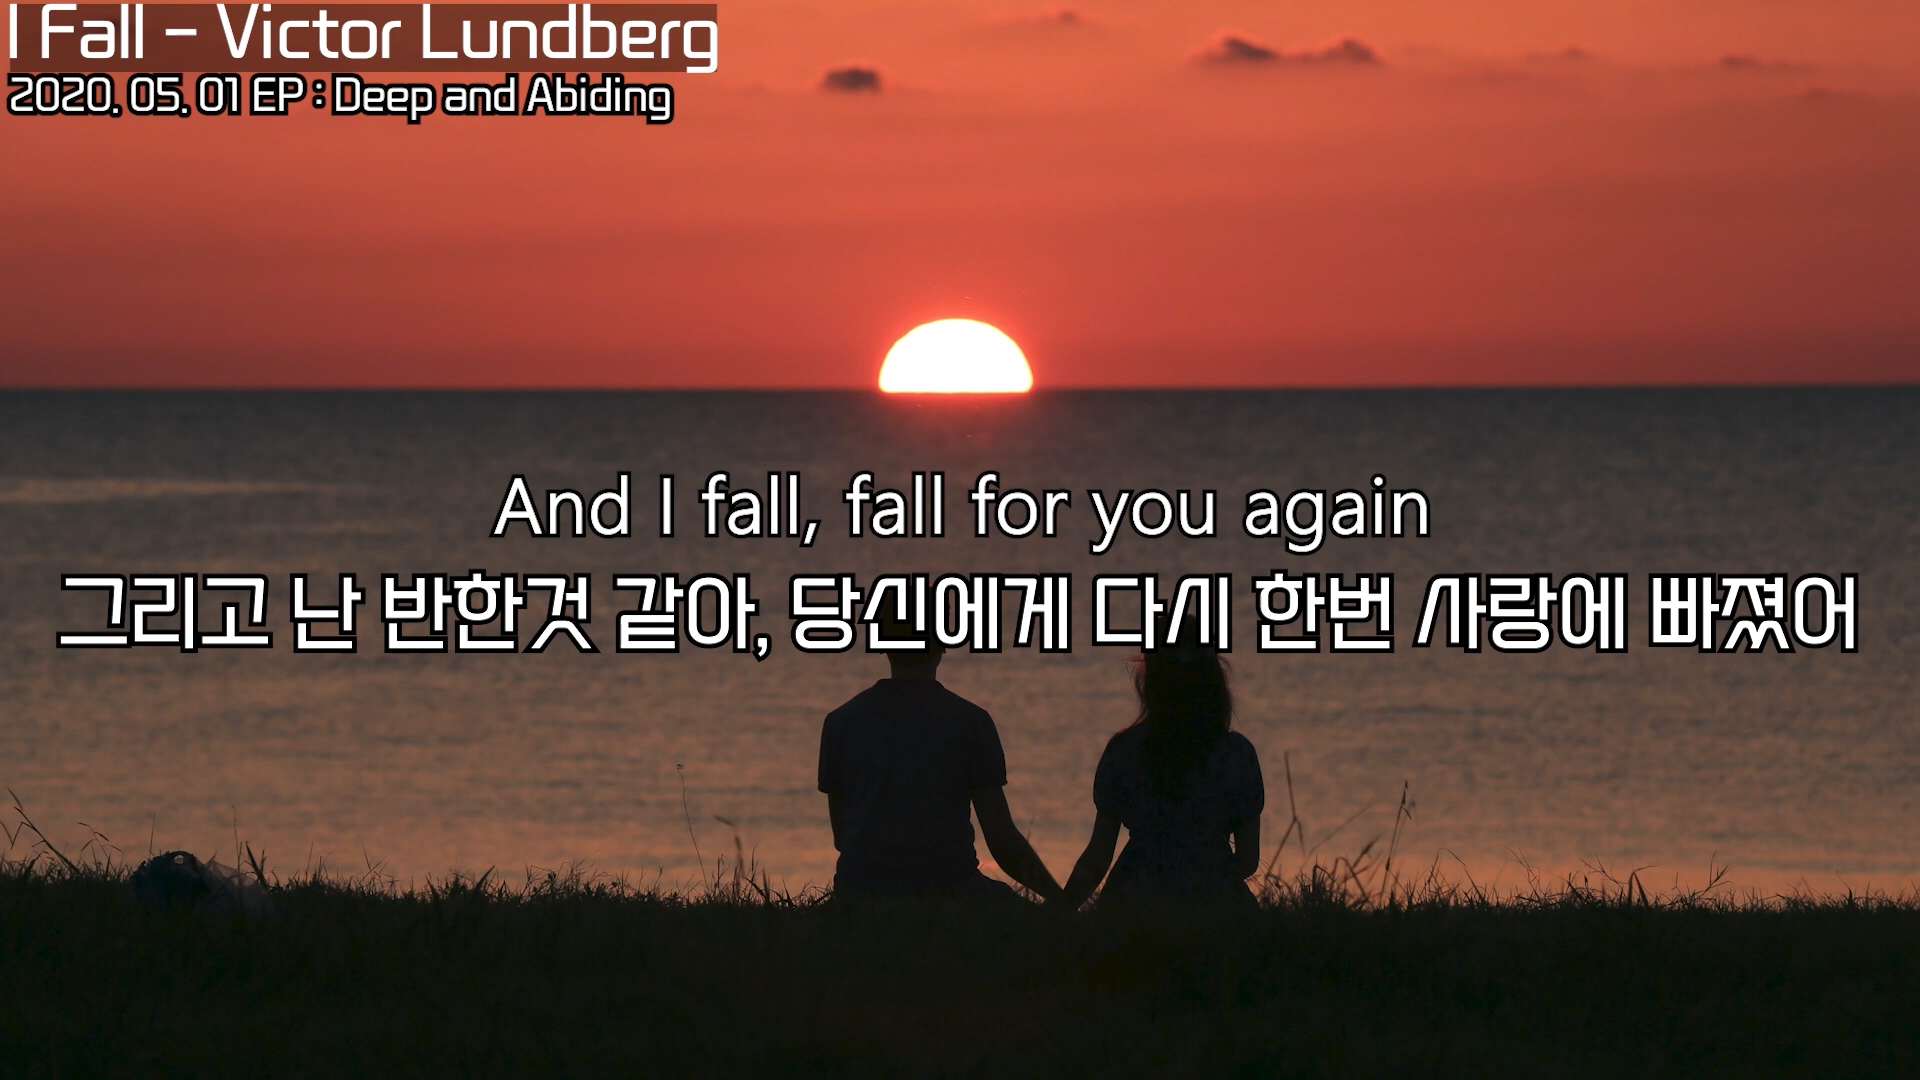 I Fall - Victor Lundberg
2020. 05. 01 EP : Deep and Abiding
And I fall, fall for you again
그리고 난 반한것 같아, 당신에게 다시 한번 사랑에 빠졌어